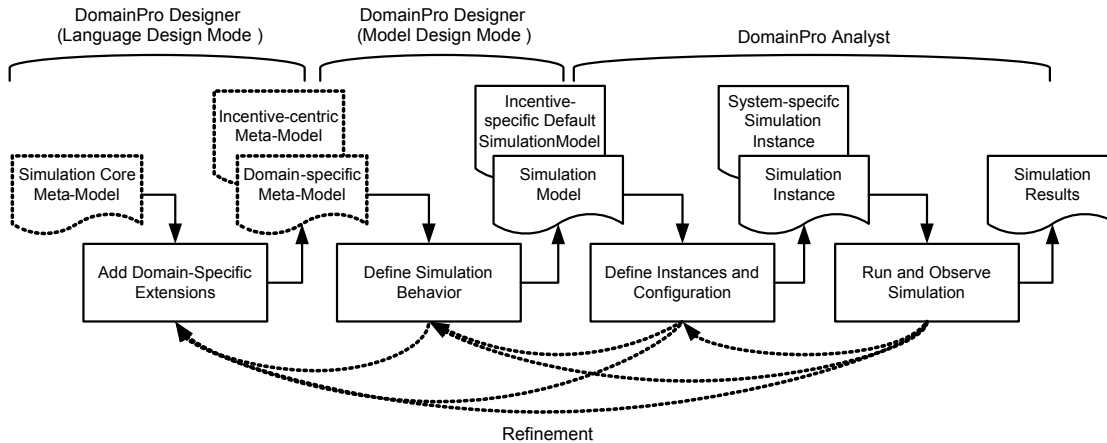 DomainPro Designer
(Language Design Mode )
DomainPro Designer
(Model Design Mode )
DomainPro Analyst
Incentive-centric
Meta-Model
Incentive-
specific Default
SimulationModel
System-specifc
Simulation
Instance
Simulation Core
Meta-Model
Domain-specific
Meta-Model
Simulation
Model
Simulation
Instance
Simulation
Results
Add Domain-Specific
Extensions
Define Simulation
Behavior
Define Instances and
Configuration
Run and Observe
Simulation
Refinement